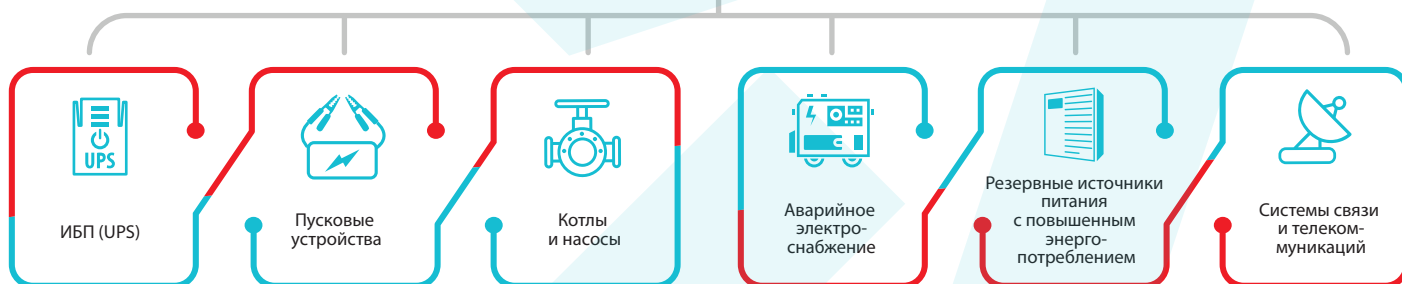 UPS
ИБП (UPS)
Пусковые
устройства
Котлы
и насосы
Аварийное
электро-
снабжение
Резервные источники
питания
с повышенным
энерго-
потреблением
Системы связи
и телеком-
муникаций